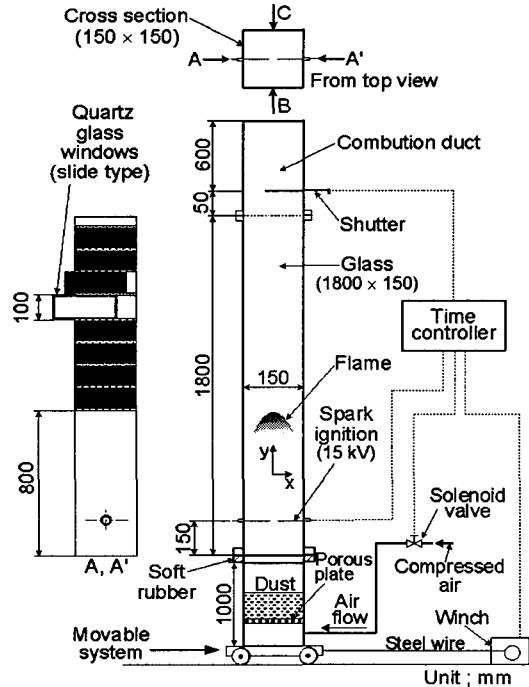 Cross section
(150 × 150)
C
A
A'
From top view
B
Quartz
glass
windows
(slide type)
600
Combution duct
50
Shutter
Glass
(1800 × 150)
100
Time
controller
1800
150
Flame
Spark
ignition
(15 kV)
y
x
800
150
Solenoid
valve
A, A'
Soft
rubber
Porous
plate
Compressed
air
1000
Dust
Air
flow
Movable
system
Winch
Steel wire
Unit ; mm